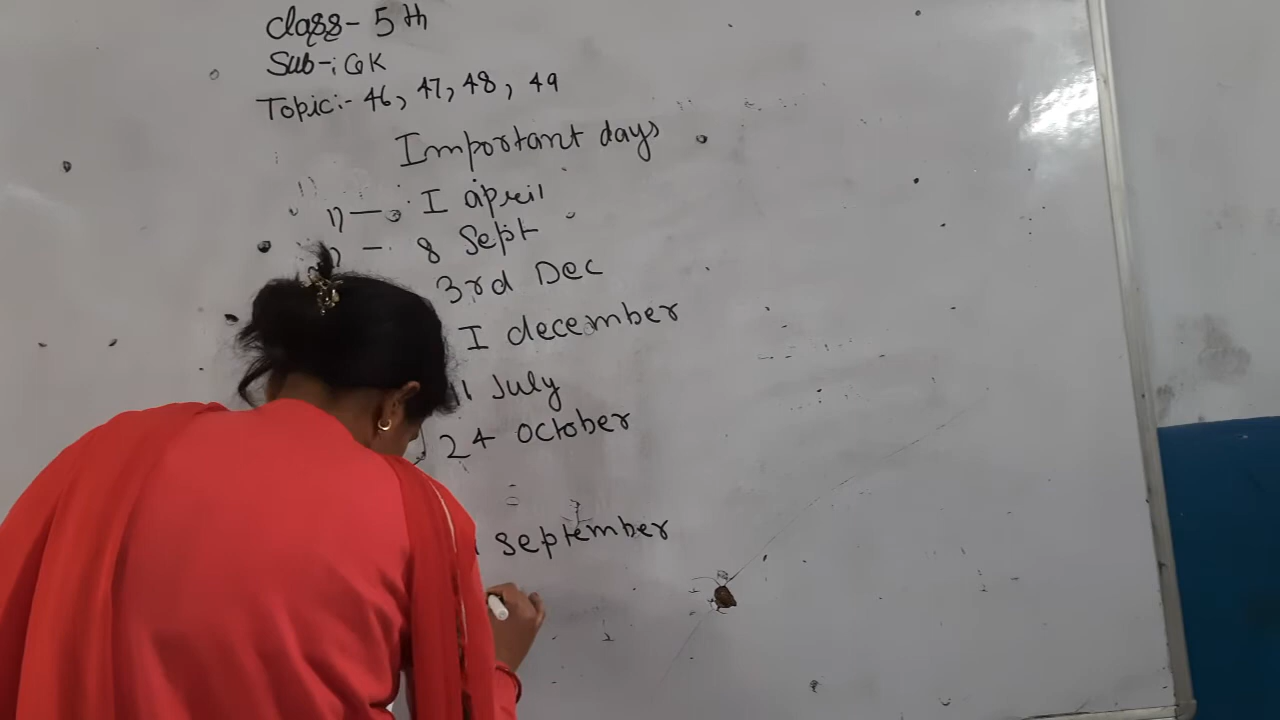 Class- 5th
Sub-: GK
Topic:- 46, 47, 48, 49
Important days
1) — I april
— 8 Sept
3rd Dec
I december
11 July
24 October
september